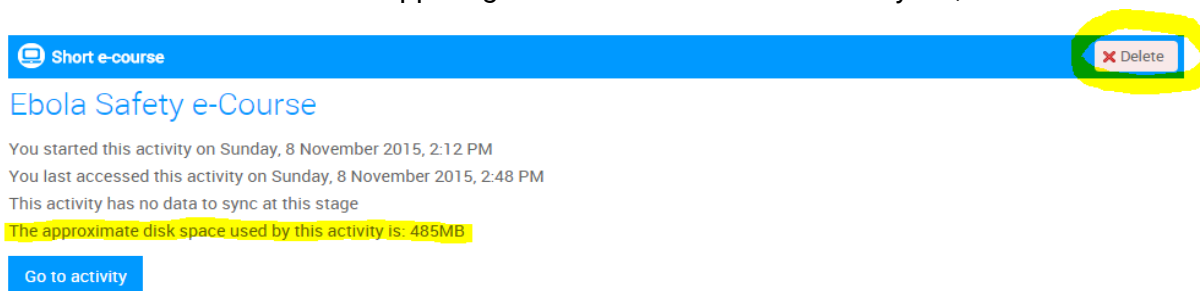 Short e-course
Delete
Ebola Safety e-Course
You started this activity on Sunday, 8 November 2015, 2:12 PM
You last accessed this activity on Sunday, 8 November 2015, 2:48 PM
This activity has no data to sync at this stage
The approximate disk space used by this activity is: 485MB
Go to activity